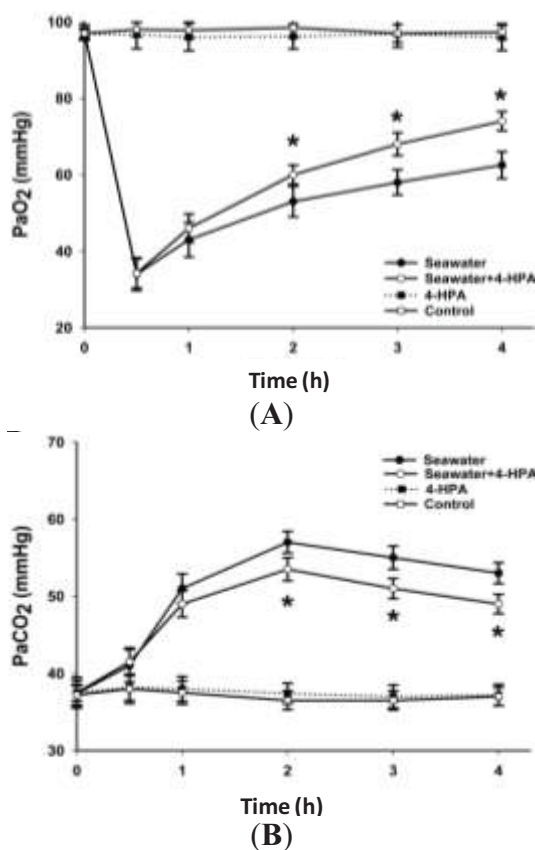 100
80
60
40
20
PaO2 (mmHg)
* * *
Seawater
Seawater+4-HPA
4-HPA
Control
0 1 2 3 4
Time (h)
(A)
70
60
50
40
30
PaCO2 (mmHg)
Seawater
Seawater+4-HPA
4-HPA
Control
* * *
0 1 2 3 4
Time (h)
(B)